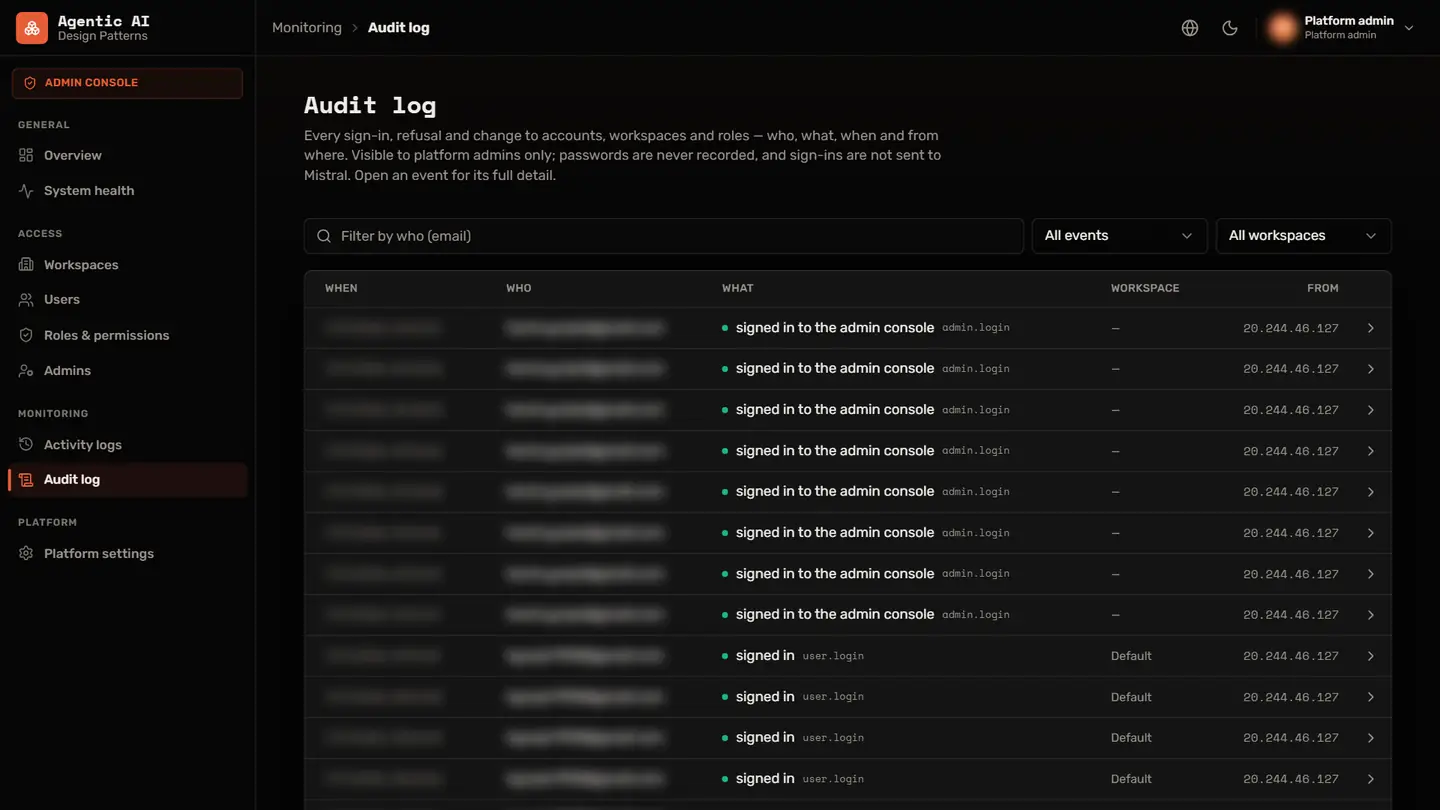 Agentic AI
Design Patterns
Monitoring > Audit log
Platform admin
Platform admin
ADMIN CONSOLE
GENERAL
Overview
System health
ACCESS
Workspaces
Users
Roles & permissions
Admins
MONITORING
Activity logs
Audit log
PLATFORM
Platform settings
Audit log
Every sign-in, refusal and change to accounts, workspaces and roles — who, what, when and from
where. Visible to platform admins only; passwords are never recorded, and sign-ins are not sent to
Mistral. Open an event for its full detail.
Filter by who (email)
All events
All workspaces
WHEN WHO WHAT WORKSPACE FROM
signed in to the admin console admin.login — 20.244.46.127
signed in to the admin console admin.login — 20.244.46.127
signed in to the admin console admin.login — 20.244.46.127
signed in to the admin console admin.login — 20.244.46.127
signed in to the admin console admin.login — 20.244.46.127
signed in to the admin console admin.login — 20.244.46.127
signed in to the admin console admin.login — 20.244.46.127
signed in to the admin console admin.login — 20.244.46.127
signed in user.login Default 20.244.46.127
signed in user.login Default 20.244.46.127
signed in user.login Default 20.244.46.127
signed in user.login Default 20.244.46.127